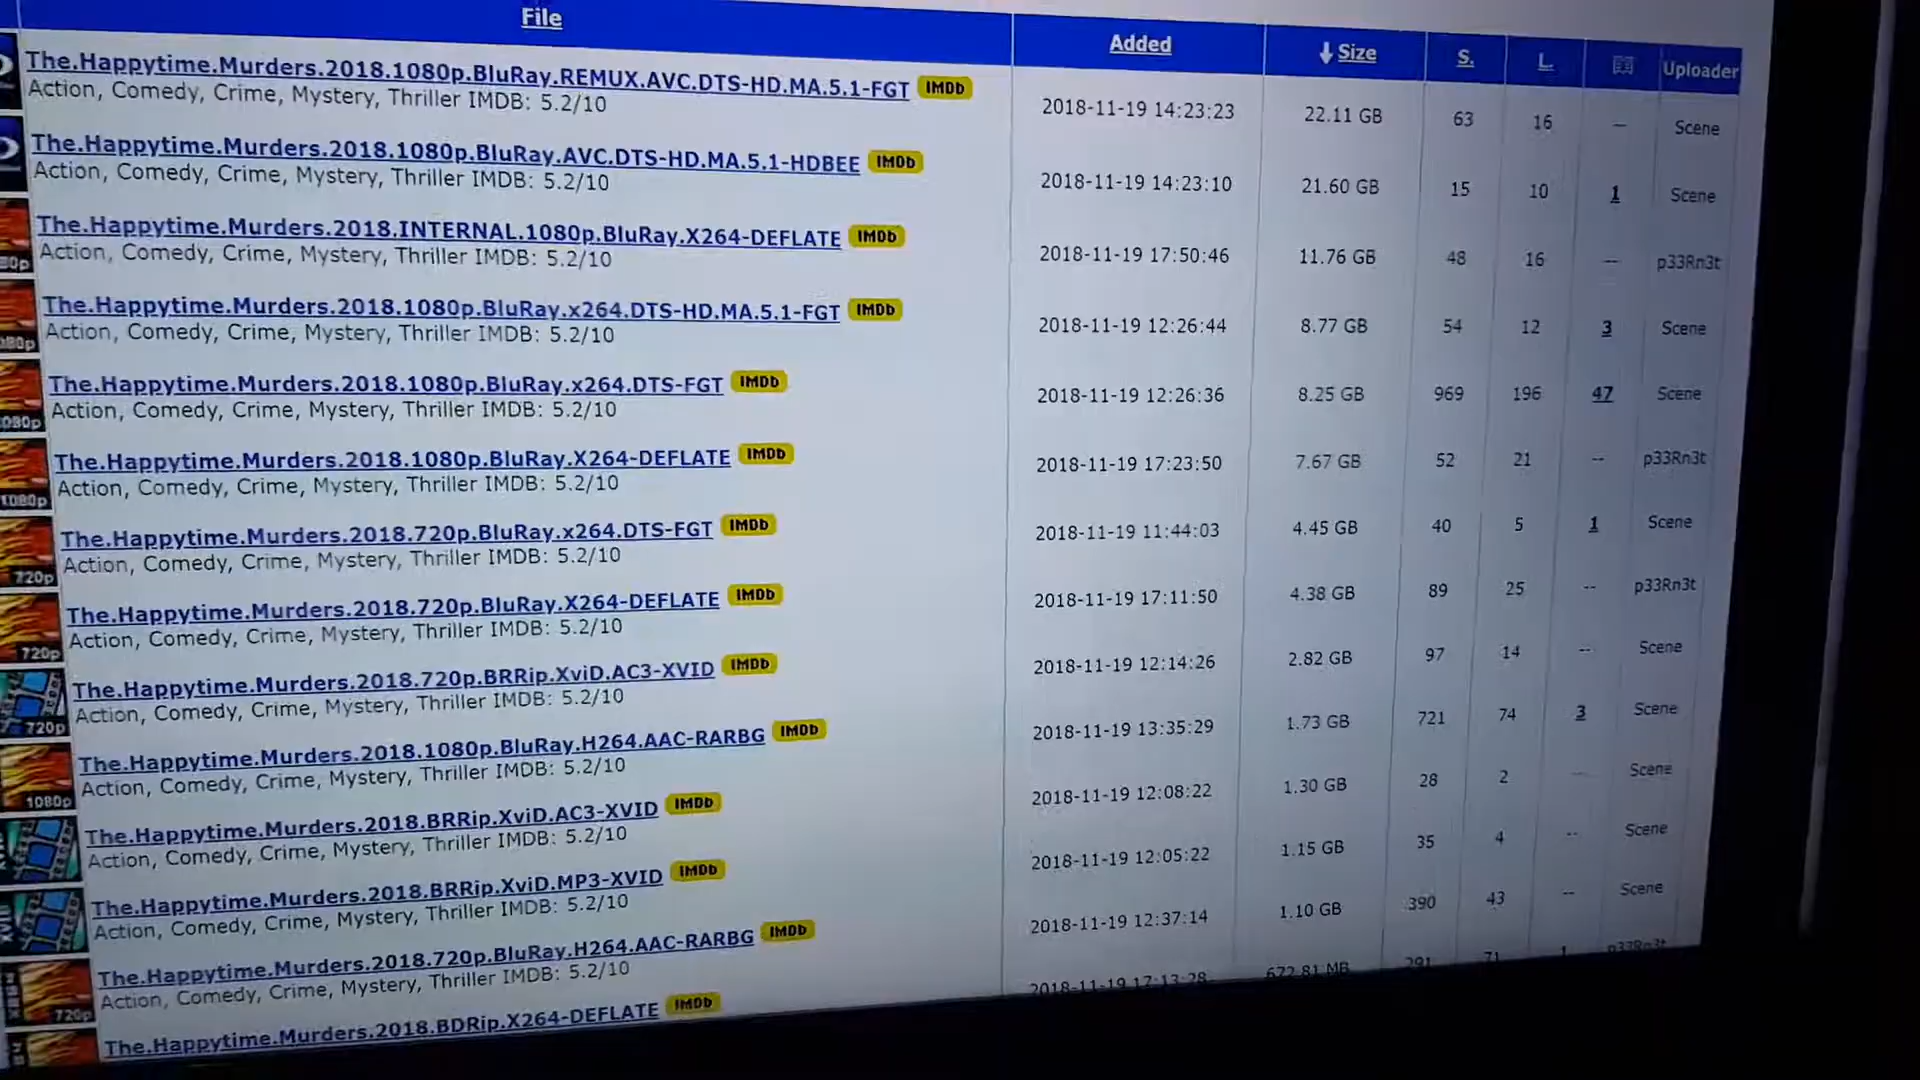 File Added Size S. L. Uploader
The.Happytime.Murders.2018.1080p.BluRay.REMUX.AVC.DTS-HD.MA.5.1-FGT IMDb
Action, Comedy, Crime, Mystery, Thriller IMDB: 5.2/10
2018-11-19 14:23:23 22.11 GB 63 16 -- Scene
The.Happytime.Murders.2018.1080p.BluRay.AVC.DTS-HD.MA.5.1-HDBEE IMDb
Action, Comedy, Crime, Mystery, Thriller IMDB: 5.2/10
2018-11-19 14:23:10 21.60 GB 15 10 1 Scene
The.Happytime.Murders.2018.INTERNAL.1080p.BluRay.X264-DEFLATE IMDb
Action, Comedy, Crime, Mystery, Thriller IMDB: 5.2/10
2018-11-19 17:50:46 11.76 GB 48 16 -- p33Rn3t
The.Happytime.Murders.2018.1080p.BluRay.x264.DTS-HD.MA.5.1-FGT IMDb
Action, Comedy, Crime, Mystery, Thriller IMDB: 5.2/10
2018-11-19 12:26:44 8.77 GB 54 12 3 Scene
The.Happytime.Murders.2018.1080p.BluRay.x264.DTS-FGT IMDb
Action, Comedy, Crime, Mystery, Thriller IMDB: 5.2/10
2018-11-19 12:26:36 8.25 GB 969 196 47 Scene
1080p
The.Happytime.Murders.2018.1080p.BluRay.X264-DEFLATE IMDb
Action, Comedy, Crime, Mystery, Thriller IMDB: 5.2/10
2018-11-19 17:23:50 7.67 GB 52 21 -- p33Rn3t
720p
The.Happytime.Murders.2018.720p.BluRay.x264.DTS-FGT IMDb
Action, Comedy, Crime, Mystery, Thriller IMDB: 5.2/10
2018-11-19 11:44:03 4.45 GB 40 5 1 Scene
720p
The.Happytime.Murders.2018.720p.BluRay.X264-DEFLATE IMDb
Action, Comedy, Crime, Mystery, Thriller IMDB: 5.2/10
2018-11-19 17:11:50 4.38 GB 89 25 -- p33Rn3t
720p
The.Happytime.Murders.2018.720p.BRRip.XviD.AC3-XVID IMDb
Action, Comedy, Crime, Mystery, Thriller IMDB: 5.2/10
2018-11-19 12:14:26 2.82 GB 97 14 -- Scene
1080p
The.Happytime.Murders.2018.1080p.BluRay.H264.AAC-RARBG IMDb
Action, Comedy, Crime, Mystery, Thriller IMDB: 5.2/10
2018-11-19 13:35:29 1.73 GB 721 74 3 Scene
The.Happytime.Murders.2018.BRRip.XviD.AC3-XVID IMDb
Action, Comedy, Crime, Mystery, Thriller IMDB: 5.2/10
2018-11-19 12:08:22 1.30 GB 28 2 -- Scene
The.Happytime.Murders.2018.BRRip.XviD.MP3-XVID IMDb
Action, Comedy, Crime, Mystery, Thriller IMDB: 5.2/10
2018-11-19 12:05:22 1.15 GB 35 4 -- Scene
720p
The.Happytime.Murders.2018.720p.BluRay.H264.AAC-RARBG IMDb
Action, Comedy, Crime, Mystery, Thriller IMDB: 5.2/10
2018-11-19 12:37:14 1.10 GB 390 43 -- Scene
The.Happytime.Murders.2018.BDRip.X264-DEFLATE IMDb
2018-11-19 17:13:28 672.81 MB 291 71 1 p33Rn3t